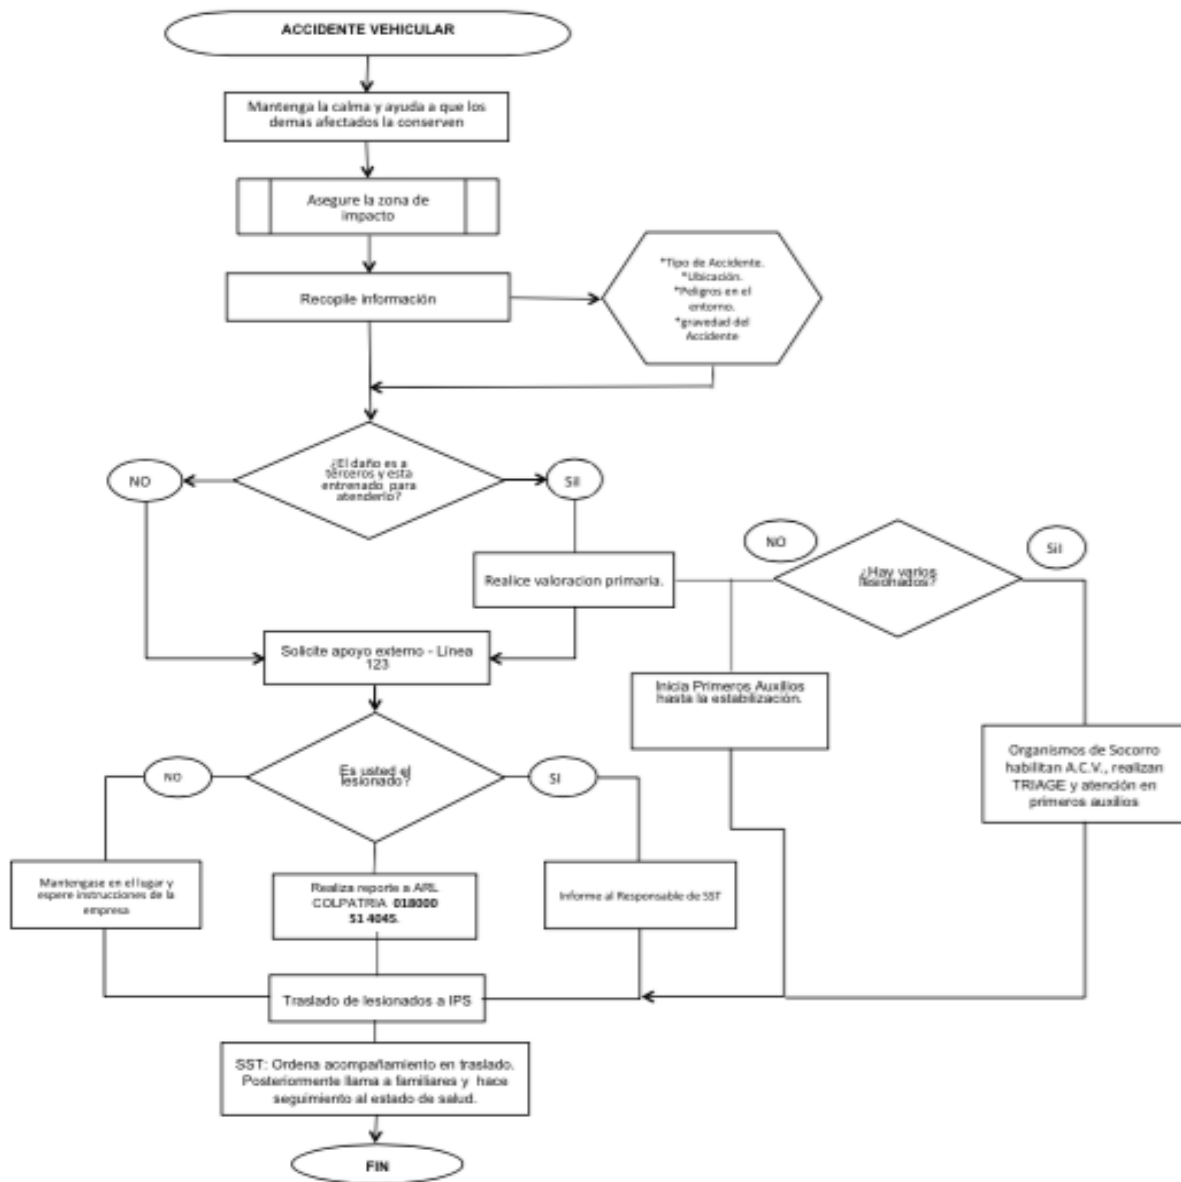 ACCIDENTE VEHICULAR
Mantenga la calma y ayuda a que los
demas afectados la conserven
Asegure la zona de
impacto
Recopile información
*Tipo de Accidente.
*Ubicación.
*Peligros en el
entorno.
*gravedad del
Accidente
¿El daño es a
terceros y esta
entrenado para
atenderlo?
NO
SiI
Realice valoracion primaria.
NO
¿Hay varios
lesionados?
SiI
Solicite apoyo externo - Línea
123
Inicia Primeros Auxilios
hasta la estabilización.
Organismos de Socorro
habilitan A.C.V., realizan
TRIAGE y atención en
primeros auxilios
Es usted el
lesionado?
NO
SI
Mantengase en el lugar y
espere instrucciones de la
empresa
Realiza reporte a ARL
COLPATRIA 018000
51 4045.
Informe al Responsable de SST
Traslado de lesionados a IPS
SST: Ordena acompañamiento en traslado.
Posteriormente llama a familiares y hace
seguimiento al estado de salud.
FIN